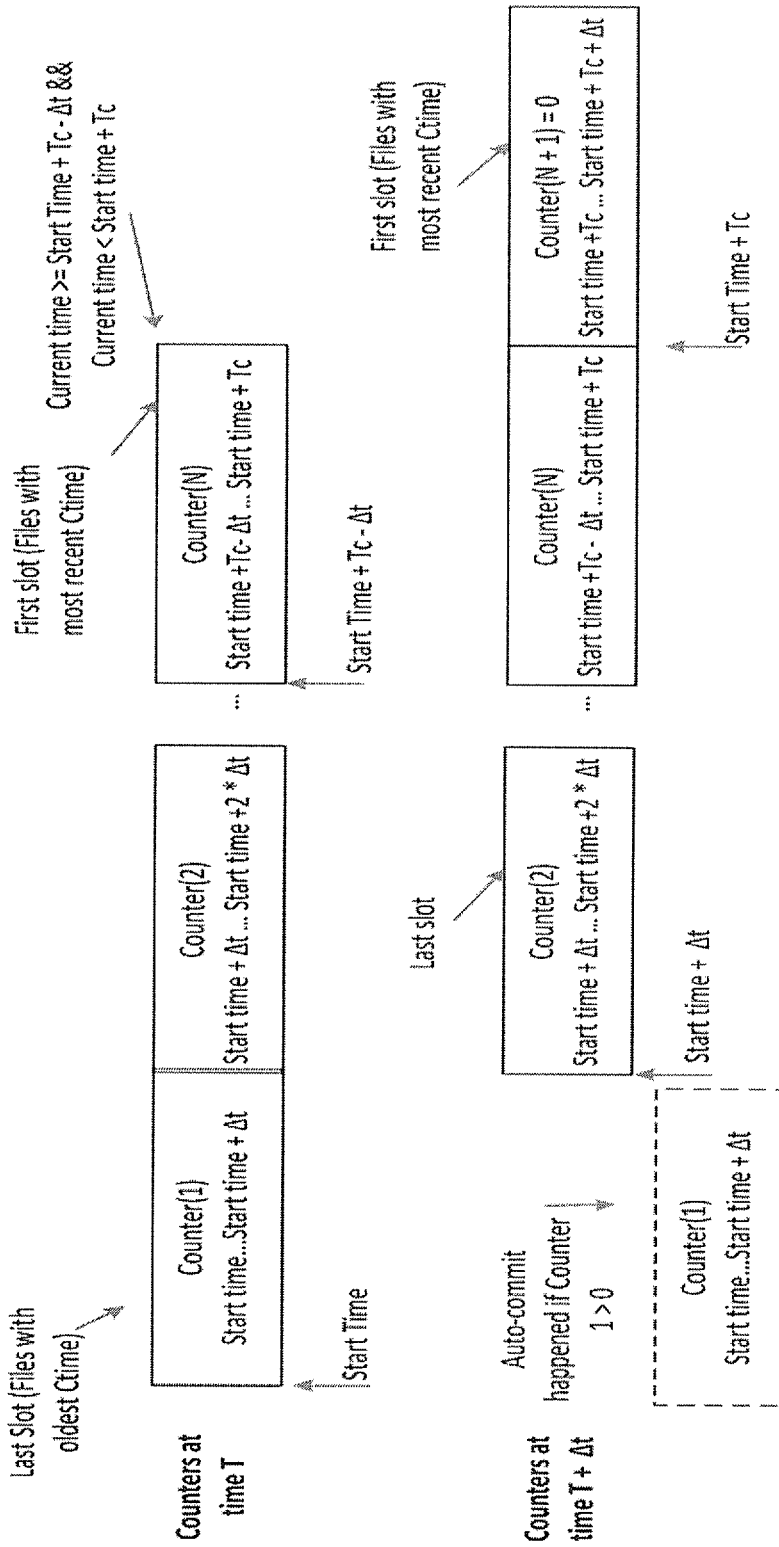 Last Slot (Files with
oldest Ctime)
First slot (Files with
most recent Ctime)
Current time >= Start Time + Tc - Δt &&
Current time < Start time + Tc
Counters at
time T
Counter(1)
Start time...Start time + Δt
Counter(2)
Start time + Δt ... Start time +2 * Δt
...
Counter(N)
Start time +Tc- Δt ... Start time + Tc
Start Time
Start Time + Tc - Δt
Last slot
First slot (Files with
most recent Ctime)
Counters at
time T + Δt
Auto-commit
happened if Counter
1 > 0
Counter(2)
Start time + Δt ... Start time +2 * Δt
...
Counter(N)
Start time +Tc - Δt ... Start time + Tc
Counter(N + 1) = 0
Start time +Tc ... Start time + Tc + Δt
Counter(1)
Start time...Start time + Δt
Start time + Δt
Start Time + Tc